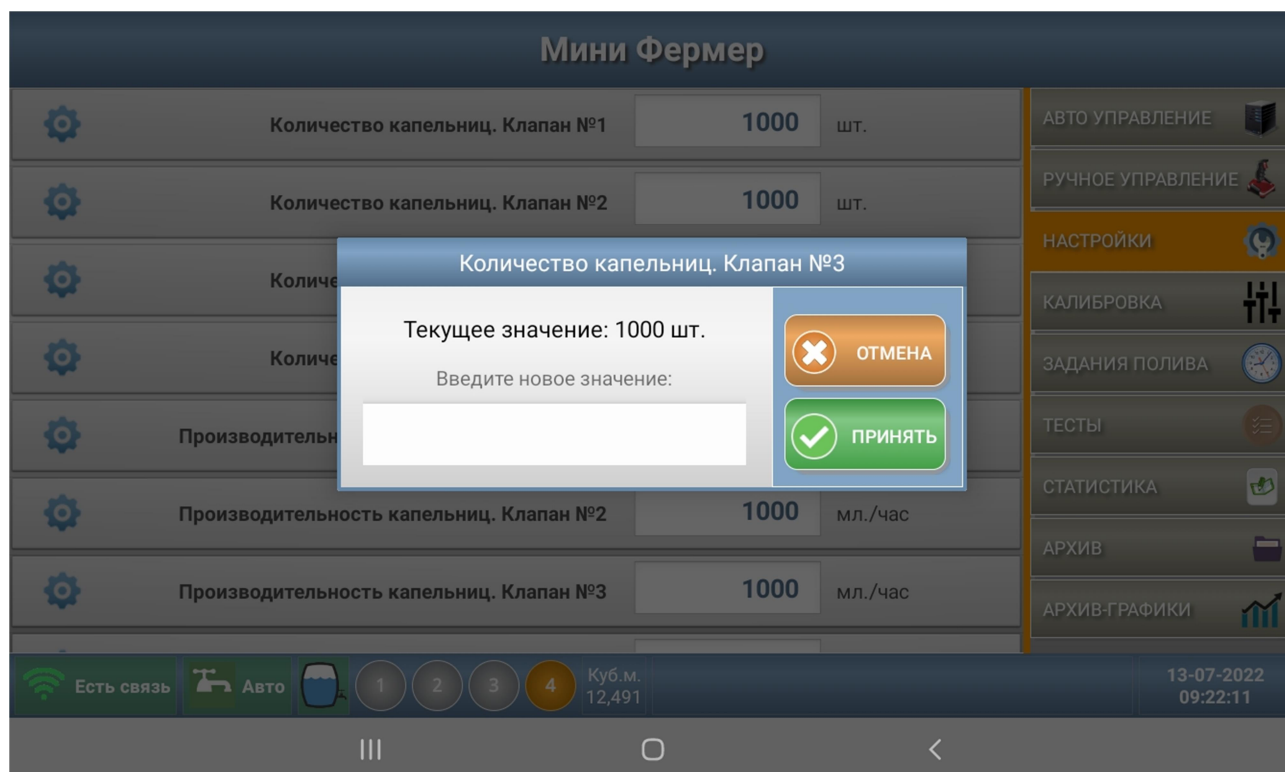 Мини Фермер
Количество капельниц. Клапан №1 1000 шт.
АВТО УПРАВЛЕНИЕ
Количество капельниц. Клапан №2 1000 шт.
РУЧНОЕ УПРАВЛЕНИЕ
НАСТРОЙКИ
Количе
КАЛИБРОВКА
Количе
ЗАДАНИЯ ПОЛИВА
Производительн
ТЕСТЫ
Количество капельниц. Клапан №3
Текущее значение: 1000 шт.
Введите новое значение:
ОТМЕНА
ПРИНЯТЬ
Производительность капельниц. Клапан №2 1000 мл./час
СТАТИСТИКА
АРХИВ
Производительность капельниц. Клапан №3 1000 мл./час
АРХИВ-ГРАФИКИ
Есть связь Авто 1 2 3 4
Куб.м.
12,491
13-07-2022
09:22:11